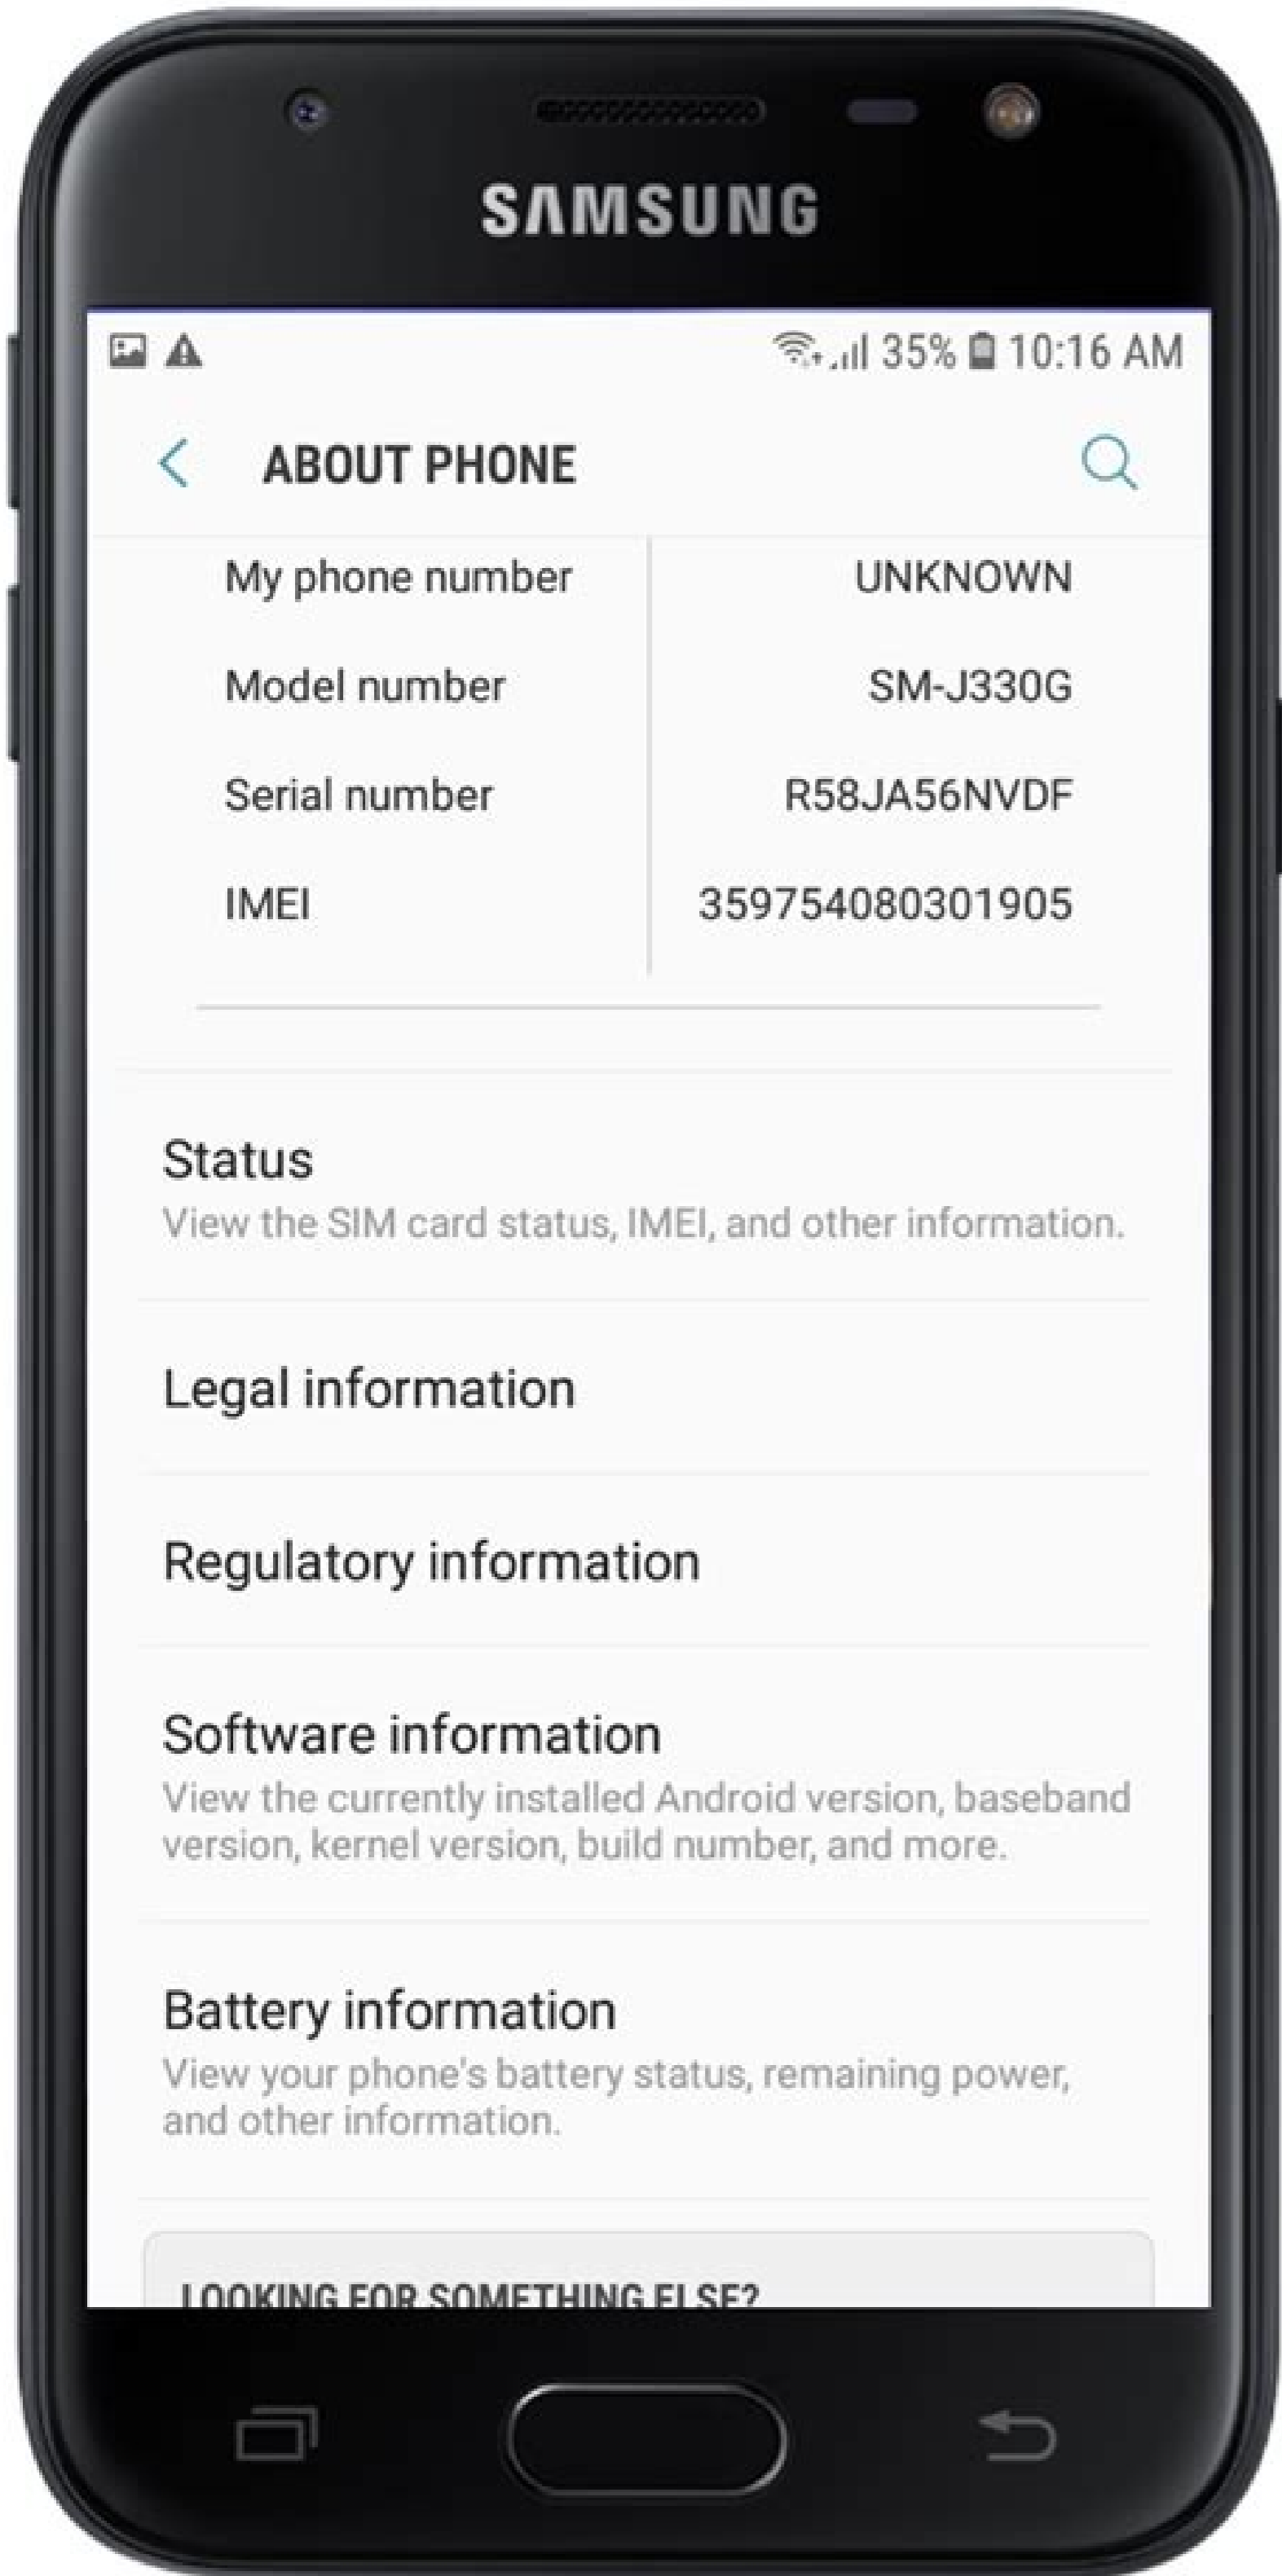 SAMSUNG
35% 10:16 AM
ABOUT PHONE
My phone number UNKNOWN
Model number SM-J330G
Serial number R58JA56NVDF
IMEI 359754080301905
Status
View the SIM card status, IMEI, and other information.
Legal information
Regulatory information
Software information
View the currently installed Android version, baseband
version, kernel version, build number, and more.
Battery information
View your phone's battery status, remaining power,
and other information.
LOOKING FOR SOMETHING ELSE?